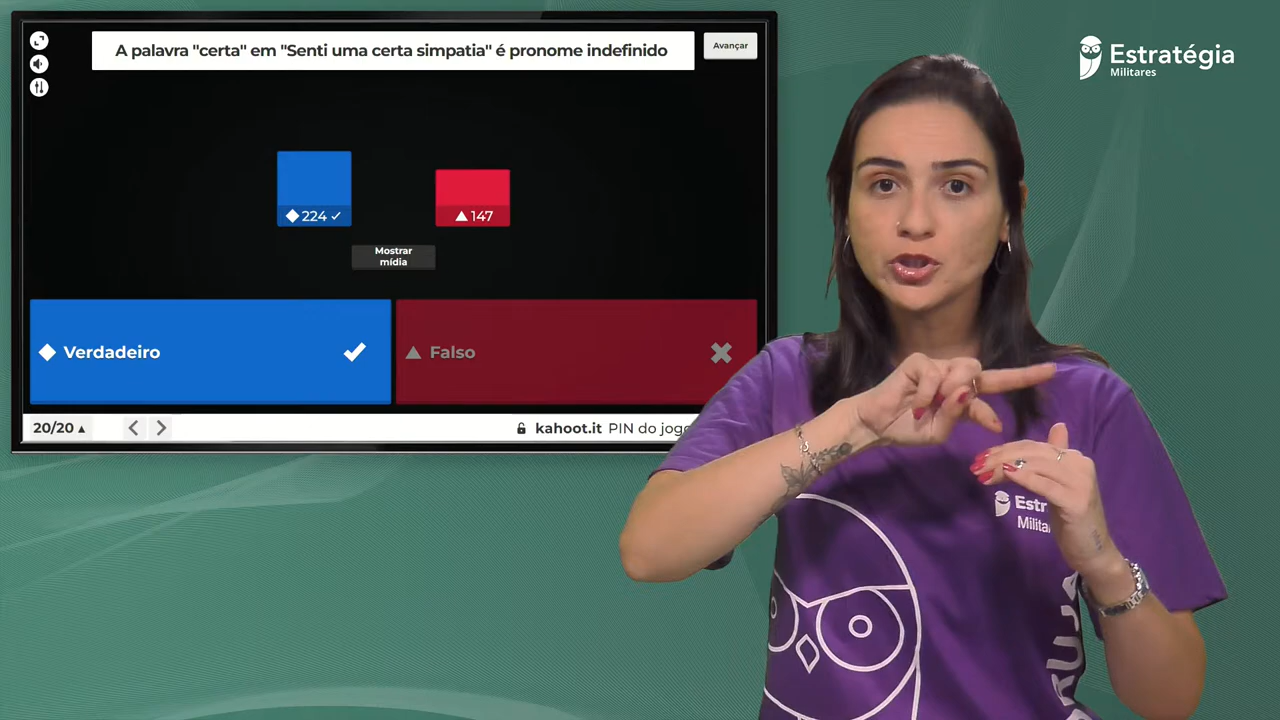 A palavra "certa" em "Senti uma certa simpatia" é pronome indefinido
Avançar
224
147
Mostrar
mídia
Verdadeiro
Falso
20/20
kahoot.it PIN do jogo
Estratégia
Militares
Estr
Milita
RUJA